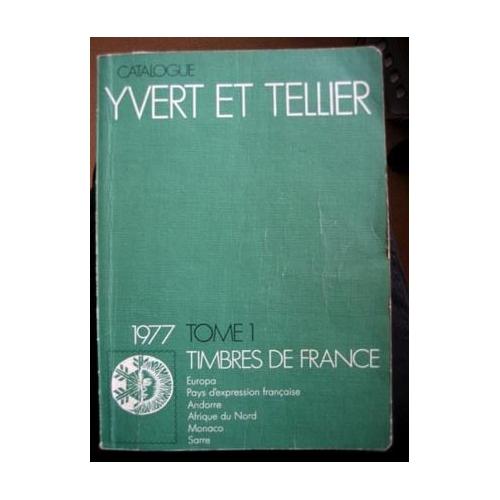 CATALOGUE
YVERT ET TELLIER
1977 TOME 1
TIMBRES DE FRANCE
Europa
Pays d'expression française
Andorre
Afrique du Nord
Monaco
Sarre